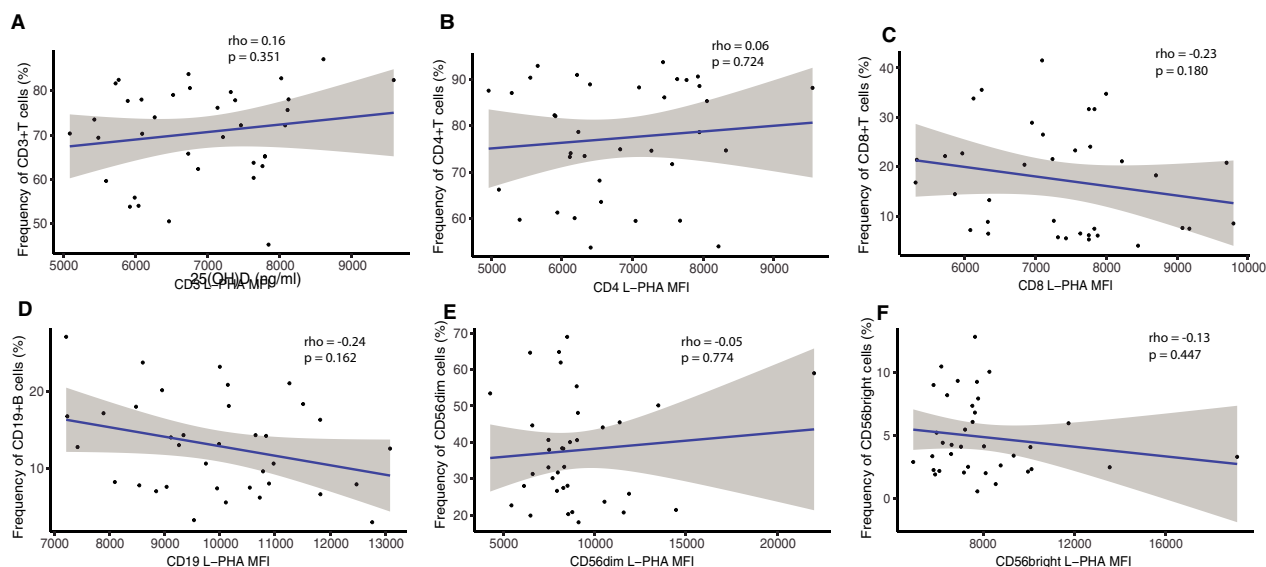 A
rho = 0.16
p = 0.351
Frequency of CD3+T cells (%)
80
70
60
50
5000 6000 7000 8000 9000
25(OH)D (ng/ml)
CD3 L-PHA MFI
B
rho = 0.06
p = 0.724
Frequency of CD4+T cells (%)
90
80
70
60
5000 6000 7000 8000 9000
CD4 L-PHA MFI
C
rho = -0.23
p = 0.180
Frequency of CD8+T cells (%)
40
30
20
10
6000 7000 8000 9000 10000
CD8 L-PHA MFI
D
rho = -0.24
p = 0.162
Frequency of CD19+B cells (%)
20
10
7000 8000 9000 10000 11000 12000 13000
CD19 L-PHA MFI
E
rho = -0.05
p = 0.774
Frequency of CD56dim cells (%)
70
60
50
40
30
20
5000 10000 15000 20000
CD56dim L-PHA MFI
F
rho = -0.13
p = 0.447
Frequency of CD56bright cells (%)
10
5
0
8000 12000 16000
CD56bright L-PHA MFI